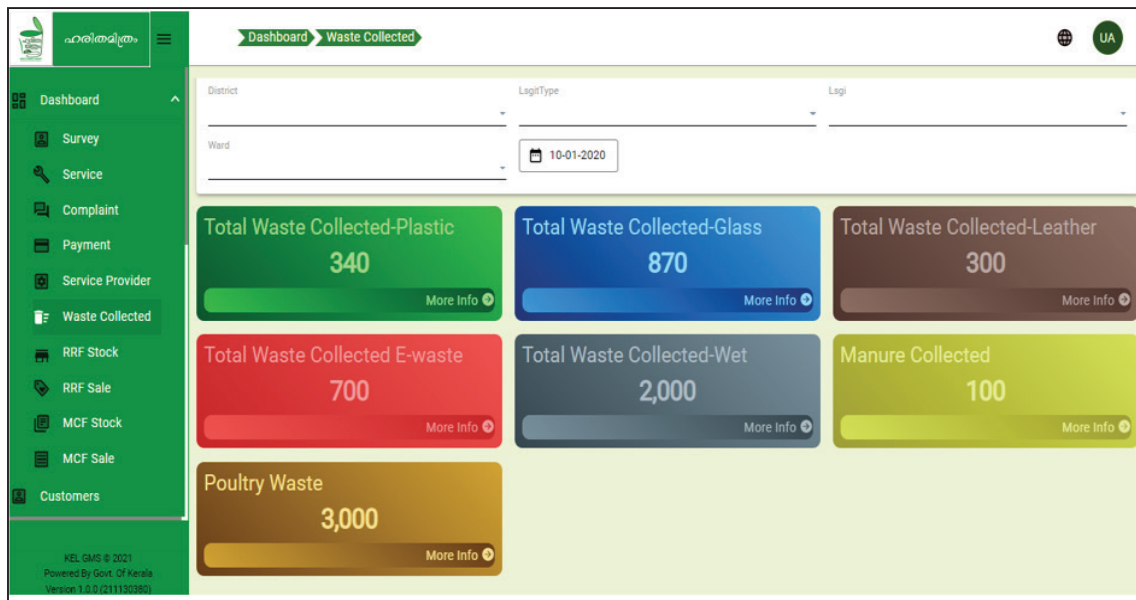 ഹരിതമിത്രം
Dashboard Waste Collected
UA
Dashboard
Survey
Service
Complaint
Payment
Service Provider
Waste Collected
RRF Stock
RRF Sale
MCF Stock
MCF Sale
Customers
KEL GMS © 2021
Powered By Govt. Of Kerala
Version 1.0.0 (211130380)
District
LsgitType
Lsgi
Ward
10-01-2020
Total Waste Collected-Plastic
340
More Info
Total Waste Collected-Glass
870
More Info
Total Waste Collected-Leather
300
More Info
Total Waste Collected E-waste
700
More Info
Total Waste Collected-Wet
2,000
More Info
Manure Collected
100
More Info
Poultry Waste
3,000
More Info